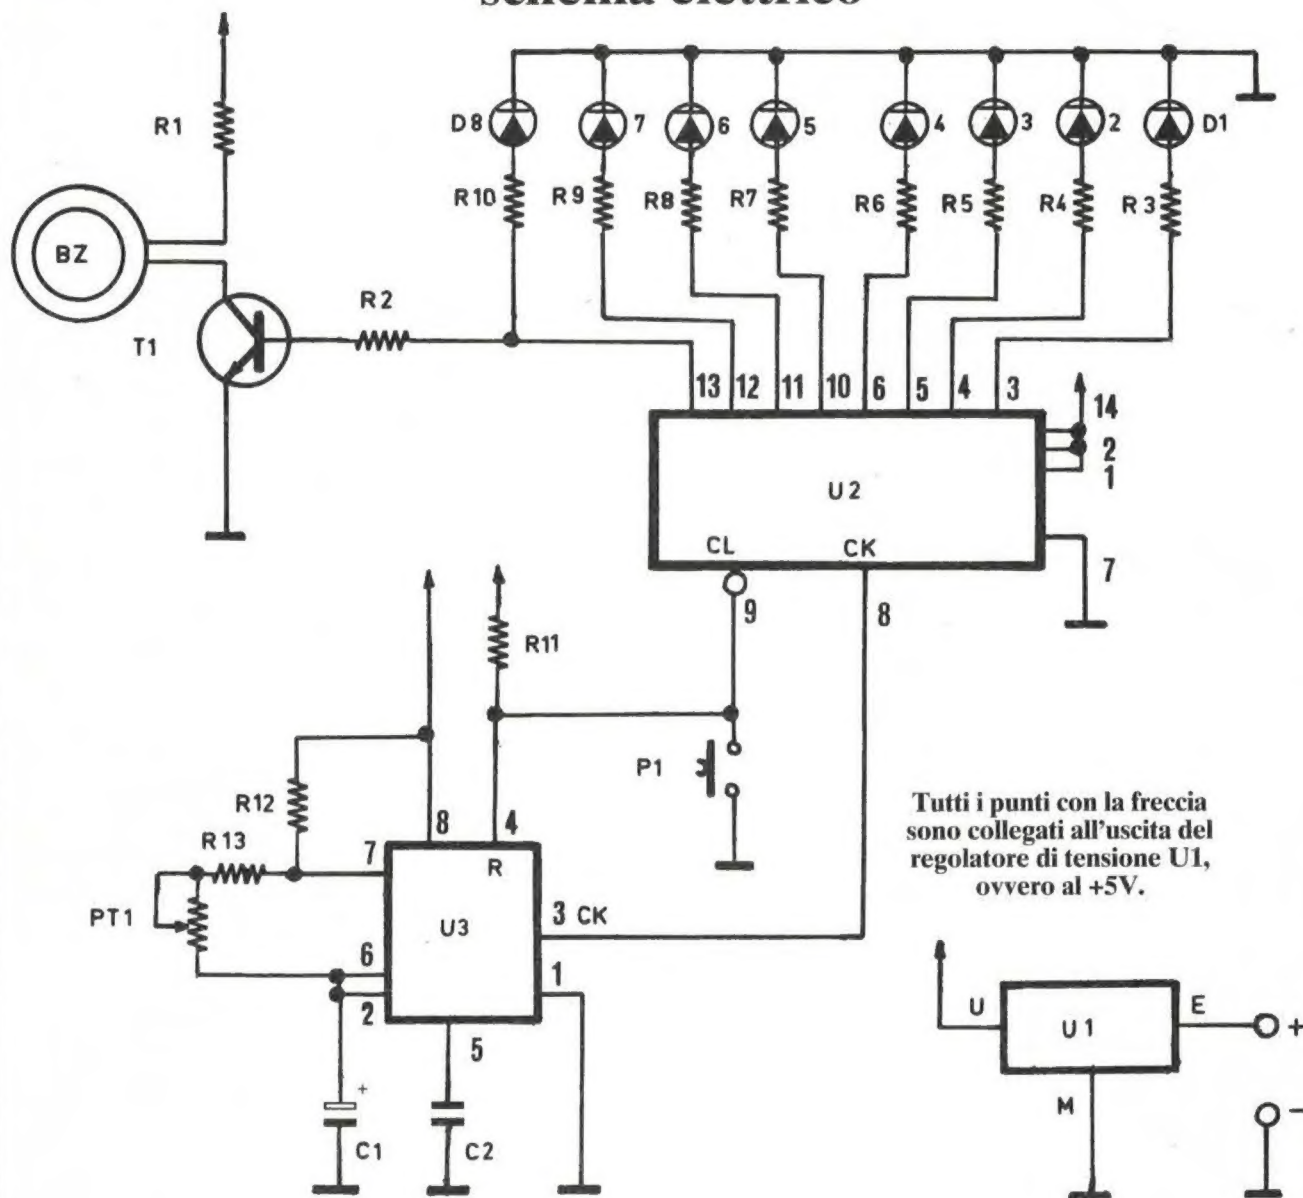 schema elettrico
R1
D8
7
6
5
4
3
2
D1
R10
R9
R8
R7
R6
R5
R4
R3
BZ
R2
T1
13
12
11
10
6
5
4
3
14
2
1
U2
CL
CK
7
9
8
R11
P1
R12
8
4
R13
7
R
PT1
U3
3 CK
6
1
2
5
+
C1
C2
Tutti i punti con la freccia
sono collegati all'uscita del
regolatore di tensione U1,
ovvero al +5V.
U
U1
E
+
M
−